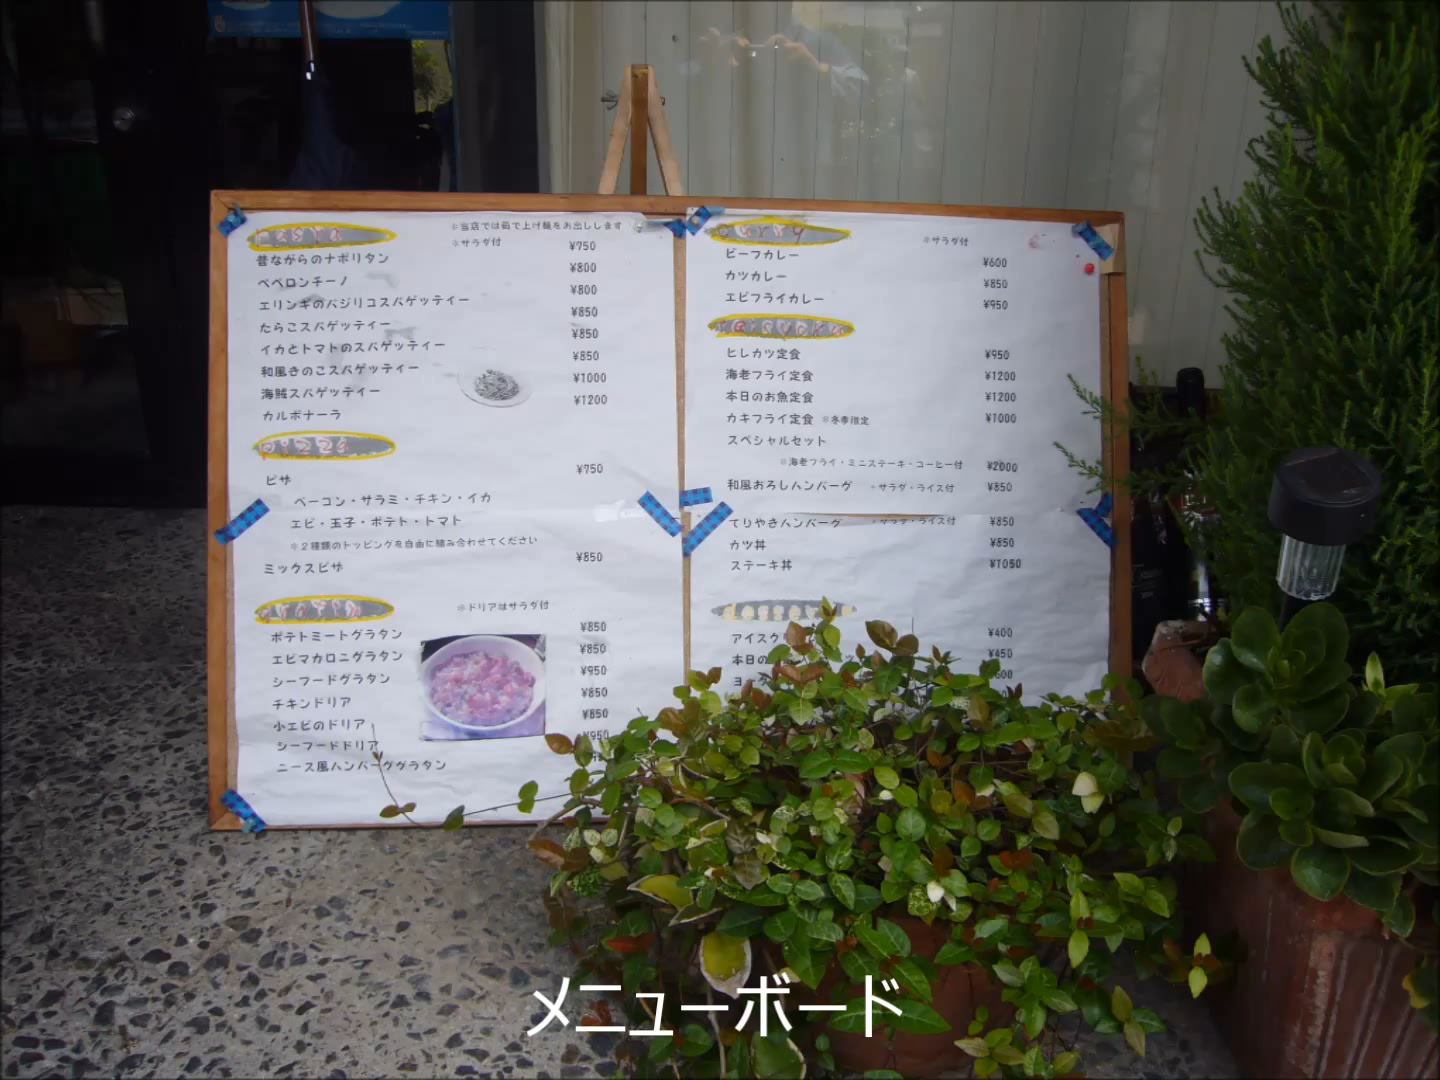 pasta
※当店では茹で上げ麺をお出しします
※サラダ付
昔ながらのナポリタン ¥750
ペペロンチーノ ¥800
エリンギのバジリコスパゲッティー ¥800
たらこスパゲッティー ¥850
イカとトマトのスパゲッティー ¥850
和風きのこスパゲッティー ¥850
海賊スパゲッティー ¥1000
カルボナーラ ¥1200
pizza
ピザ ¥750
ベーコン・サラミ・チキン・イカ
エビ・玉子・ポテト・トマト
※2種類のトッピングを自由に組み合わせてください
ミックスピザ ¥850
※ドリアはサラダ付
ポテトミートグラタン ¥850
エビマカロニグラタン ¥850
シーフードグラタン ¥950
チキンドリア ¥850
小エビのドリア ¥850
シーフードドリア ¥950
ニース風ハンバーググラタン
curry
※サラダ付
ビーフカレー ¥600
カツカレー ¥850
エビフライカレー ¥950
ヒレカツ定食 ¥950
海老フライ定食 ¥1200
本日のお魚定食 ¥1200
カキフライ定食 ※冬季限定 ¥1000
スペシャルセット
※海老フライ・ミニステーキ・コーヒー付 ¥2000
和風おろしハンバーグ ・サラダ・ライス付 ¥850
てりやきハンバーグ ・サラダ・ライス付 ¥850
カツ丼 ¥850
ステーキ丼 ¥1050
アイスク ¥400
本日の ¥450
ヨーグ
メニューボード